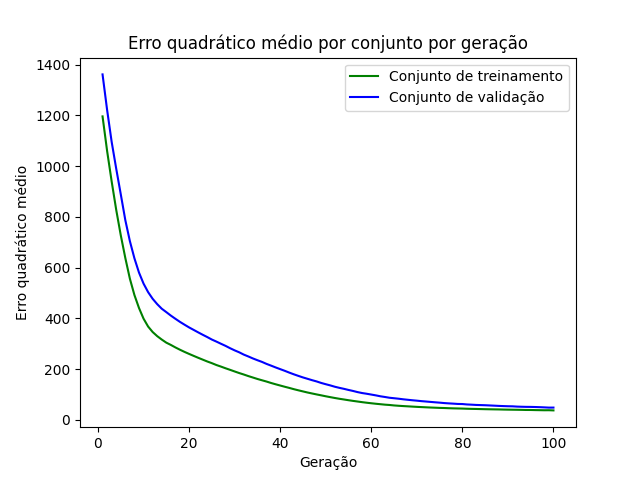 Erro quadrático médio por conjunto por geração
Conjunto de treinamento
Conjunto de validação
Erro quadrático médio
1400
1200
1000
800
600
400
200
0
0 20 40 60 80 100
Geração